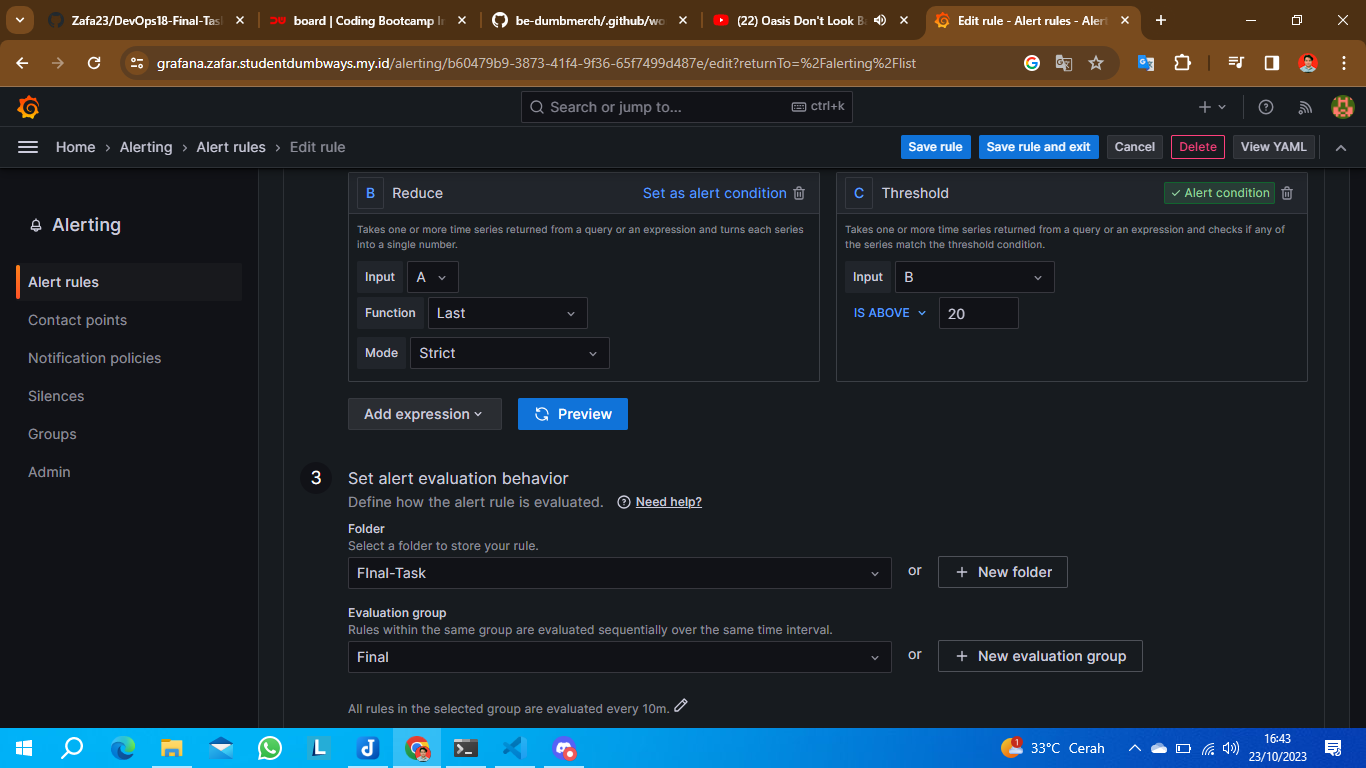 Zafa23/DevOps18-Final-Tas
board | Coding Bootcamp In
be-dumbmerch/.github/wo
(22) Oasis Don't Look B
Edit rule - Alert rules - Alert
grafana.zafar.studentdumbways.my.id/alerting/b60479b9-3873-41f4-9f36-65f7499d487e/edit?returnTo=%2Falerting%2Flist
Search or jump to... ctrl+k
Home › Alerting › Alert rules › Edit rule
Save rule Save rule and exit Cancel Delete View YAML
Alerting
Alert rules
Contact points
Notification policies
Silences
Groups
Admin
B Reduce Set as alert condition
Takes one or more time series returned from a query or an expression and turns each series
into a single number.
Input A
Function Last
Mode Strict
C Threshold Alert condition
Takes one or more time series returned from a query or an expression and checks if any of
the series match the threshold condition.
Input B
IS ABOVE 20
Add expression Preview
3 Set alert evaluation behavior
Define how the alert rule is evaluated. Need help?
Folder
Select a folder to store your rule.
FInal-Task or + New folder
Evaluation group
Rules within the same group are evaluated sequentially over the same time interval.
Final or + New evaluation group
All rules in the selected group are evaluated every 10m.
1 33°C Cerah
16:43
23/10/2023